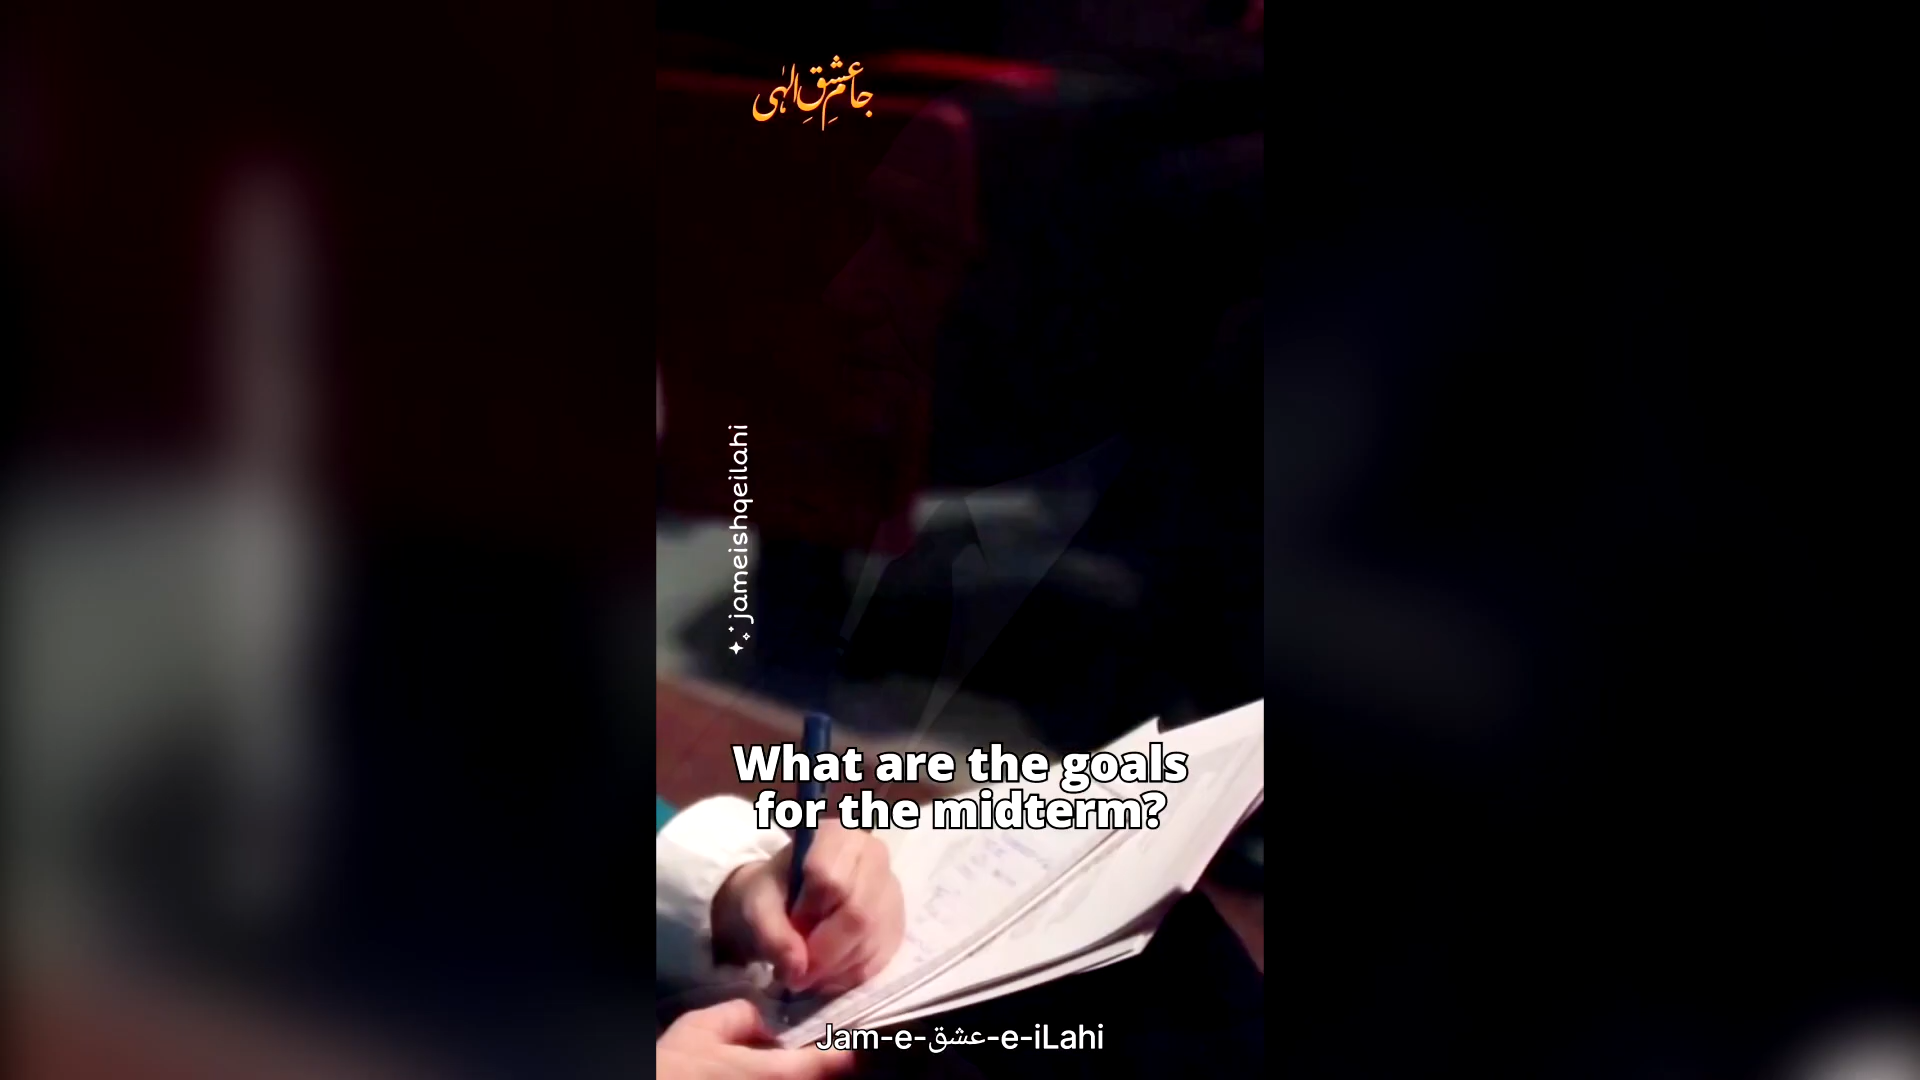 جامِ عشقِ الٰہی
jameishqeilahi
What are the goals
for the midterm?
Jam-e-عشق-e-iLahi